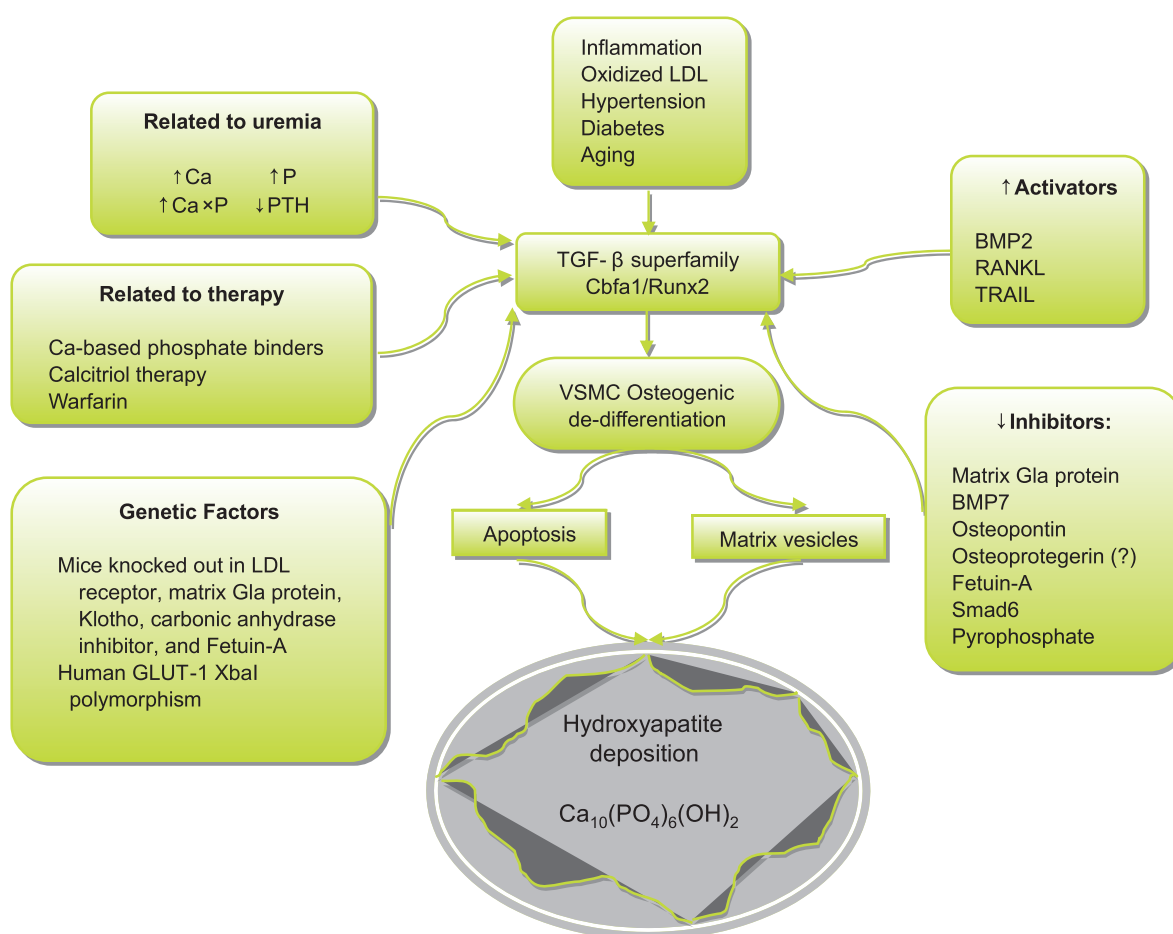 Inflammation
Oxidized LDL
Hypertension
Diabetes
Aging
Related to uremia
↑Ca ↑P
↑Ca×P ↓PTH
↑Activators
BMP2
RANKL
TRAIL
TGF- β superfamily
Cbfa1/Runx2
Related to therapy
Ca-based phosphate binders
Calcitriol therapy
Warfarin
VSMC Osteogenic
de-differentiation
↓Inhibitors:
Matrix Gla protein
BMP7
Osteopontin
Osteoprotegerin (?)
Fetuin-A
Smad6
Pyrophosphate
Genetic Factors
Mice knocked out in LDL
receptor, matrix Gla protein,
Klotho, carbonic anhydrase
inhibitor, and Fetuin-A
Human GLUT-1 XbaI
polymorphism
Apoptosis
Matrix vesicles
Hydroxyapatite
deposition
Ca₁₀(PO₄)₆(OH)₂